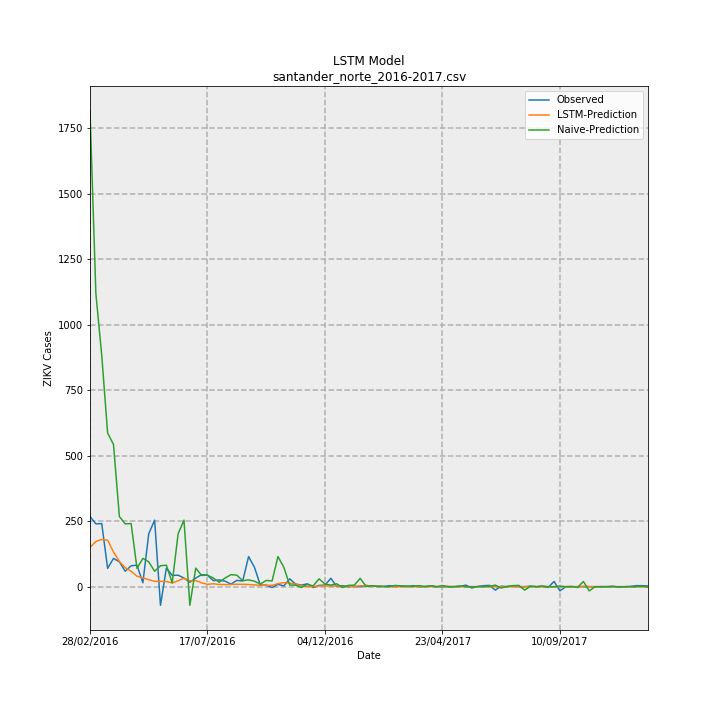 LSTM Model
santander_norte_2016-2017.csv
Observed
LSTM-Prediction
Naive-Prediction
ZIKV Cases
1750
1500
1250
1000
750
500
250
0
28/02/2016
17/07/2016
04/12/2016
23/04/2017
10/09/2017
Date